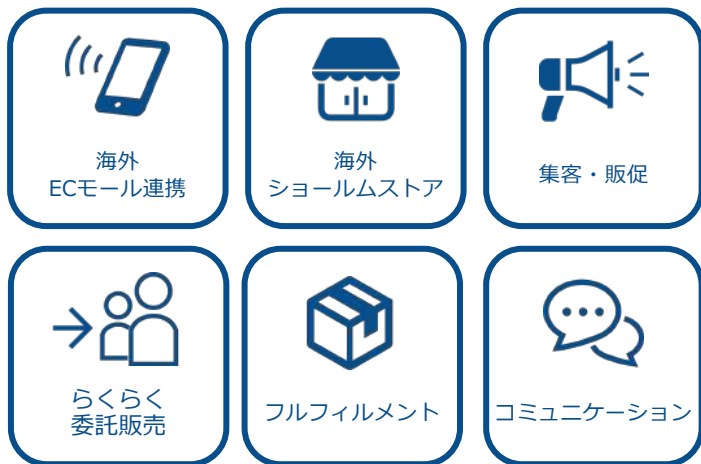 海外
ECモール連携
海外
ショールムストア
集客・販促
らくらく
委託販売
フルフィルメント
コミュニケーション